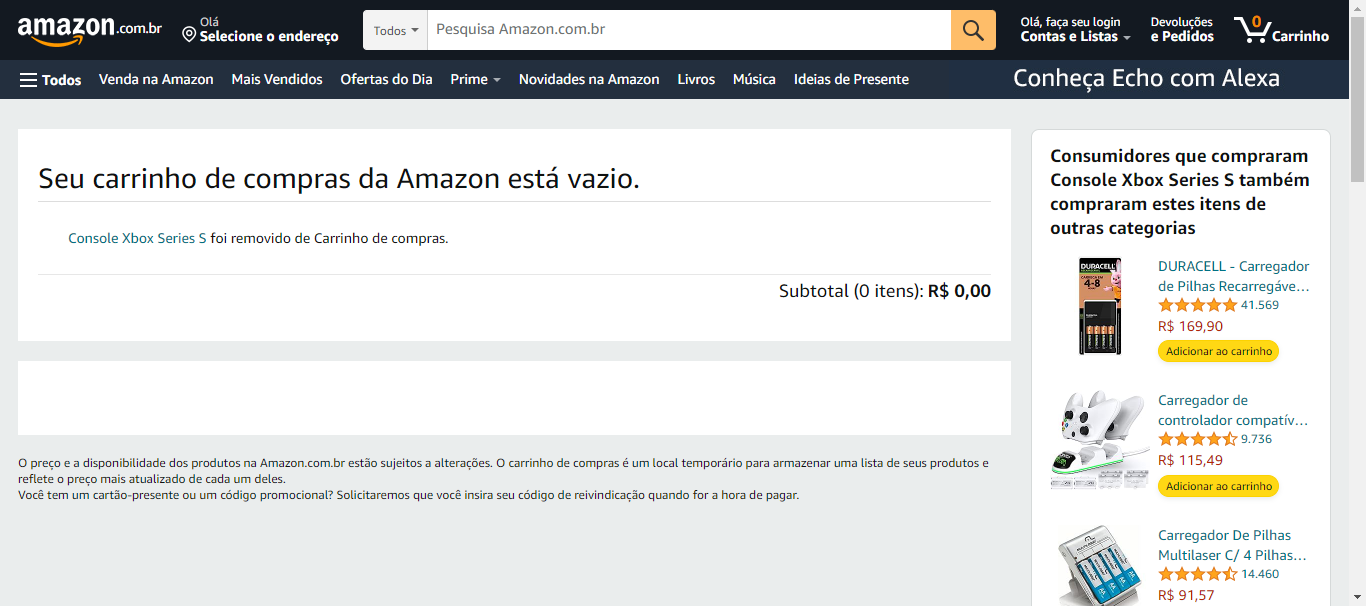 amazon.com.br
Olá
Selecione o endereço
Todos
Pesquisa Amazon.com.br
Olá, faça seu login
Contas e Listas
Devoluções
e Pedidos
0
Carrinho
Todos
Venda na Amazon
Mais Vendidos
Ofertas do Dia
Prime
Novidades na Amazon
Livros
Música
Ideias de Presente
Conheça Echo com Alexa
Seu carrinho de compras da Amazon está vazio.
Console Xbox Series S foi removido de Carrinho de compras.
Subtotal (0 itens): R$ 0,00
O preço e a disponibilidade dos produtos na Amazon.com.br estão sujeitos a alterações. O carrinho de compras é um local temporário para armazenar uma lista de seus produtos e
reflete o preço mais atualizado de cada um deles.
Você tem um cartão-presente ou um código promocional? Solicitaremos que você insira seu código de reivindicação quando for a hora de pagar.
Consumidores que compraram
Console Xbox Series S também
compraram estes itens de
outras categorias
DURACELL
4-8
DURACELL - Carregador
de Pilhas Recarregáve…
41.569
R$ 169,90
Adicionar ao carrinho
Carregador de
controlador compatív…
9.736
R$ 115,49
Adicionar ao carrinho
Carregador De Pilhas
Multilaser C/ 4 Pilhas…
14.460
R$ 91,57